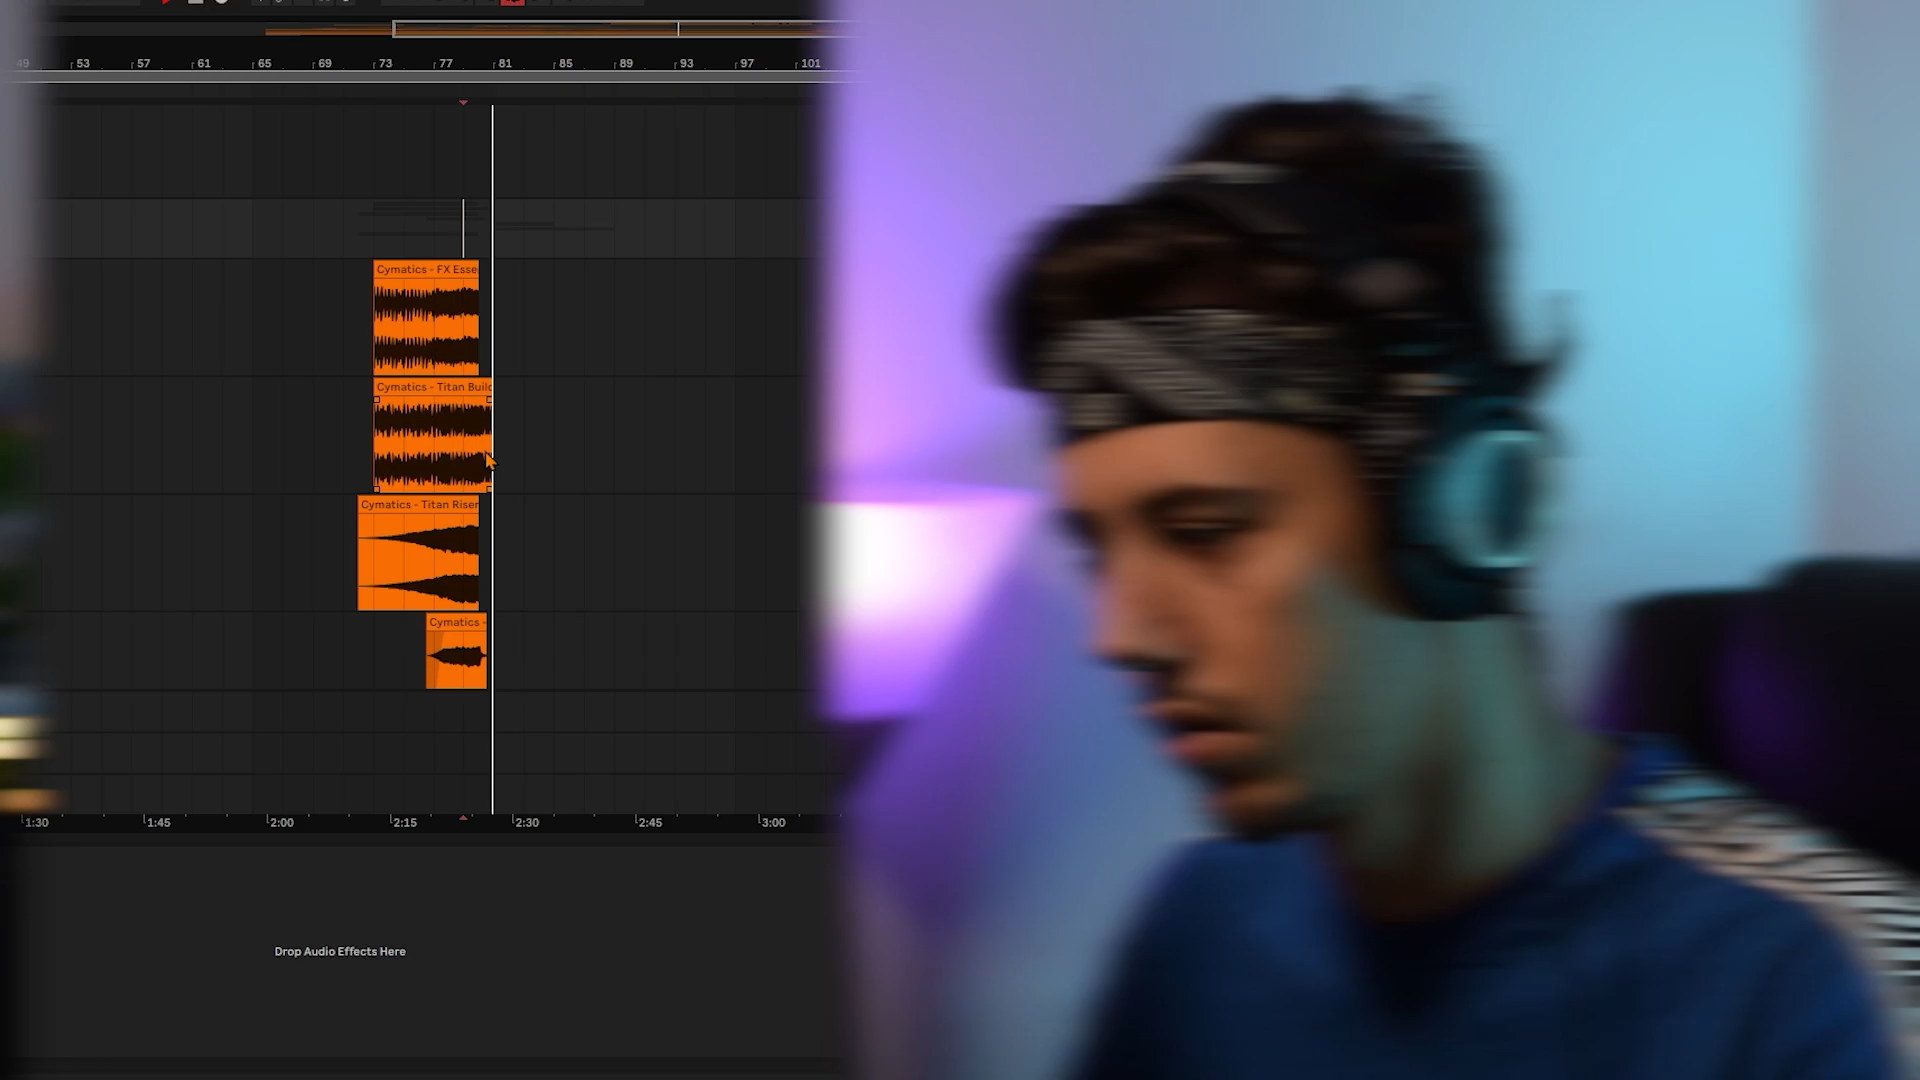 49 53 57 61 65 69 73 77 81 85 89 93 97 101
Cymatics - FX Esse
Cymatics - Titan Build
Cymatics - Titan Riser
Cymatics -
1:30 1:45 2:00 2:15 2:30 2:45 3:00
Drop Audio Effects Here